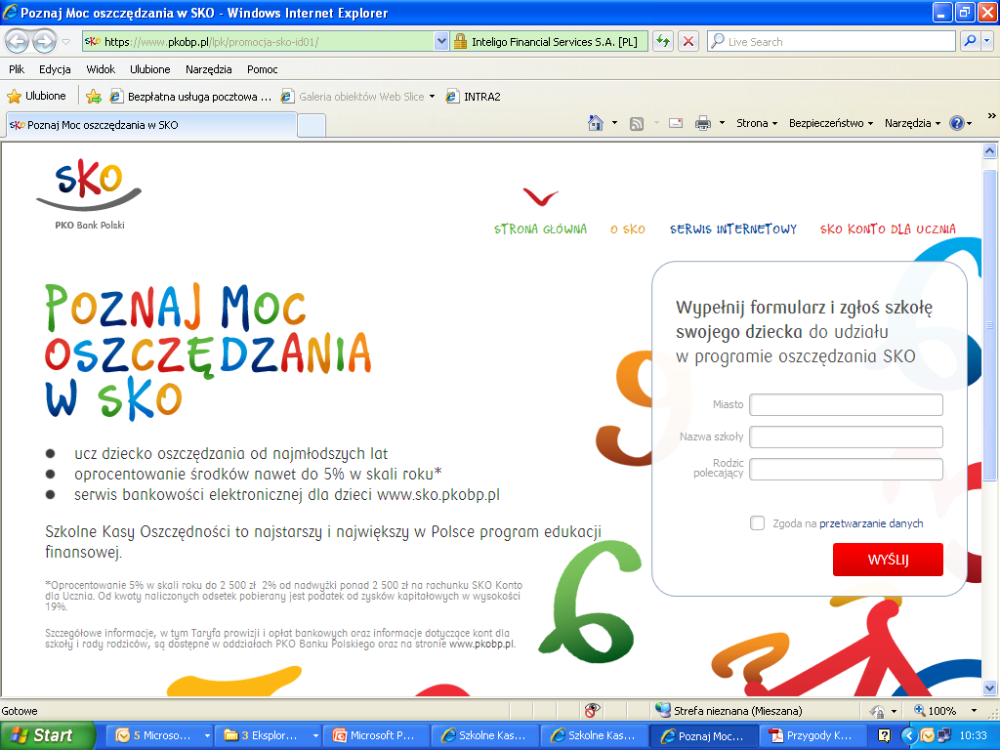 Poznaj Moc oszczędzania w SKO - Windows Internet Explorer
https://www.pkobp.pl/lpk/promocja-sko-id01/
Inteligo Financial Services S.A. [PL]
Live Search
Plik Edycja Widok Ulubione Narzędzia Pomoc
Ulubione
Bezpłatna usługa pocztowa ...
Galeria obiektów Web Slice
INTRA2
Poznaj Moc oszczędzania w SKO
Strona Bezpieczeństwo Narzędzia
SKO
PKO Bank Polski
STRONA GŁÓWNA O SKO SERWIS INTERNETOWY SKO KONTO DLA UCZNIA
POZNAJ MOC
OSZCZĘDZANIA
W SKO
• ucz dziecko oszczędzania od najmłodszych lat
• oprocentowanie środków nawet do 5% w skali roku*
• serwis bankowości elektronicznej dla dzieci www.sko.pkobp.pl
Szkolne Kasy Oszczędności to najstarszy i największy w Polsce program edukacji
finansowej.
*Oprocentowanie 5% w skali roku do 2 500 zł 2% od nadwyżki ponad 2 500 zł na rachunku SKO Konto
dla Ucznia. Od kwoty naliczonych odsetek pobierany jest podatek od zysków kapitałowych w wysokości
19%.
Szczegółowe informacje, w tym Taryfa prowizji i opłat bankowych oraz informacje dotyczące kont dla
szkoły i rady rodziców, są dostępne w oddziałach PKO Banku Polskiego oraz na stronie www.pkobp.pl.
Wypełnij formularz i zgłoś szkołę
swojego dziecka do udziału
w programie oszczędzania SKO
Miasto
Nazwa szkoły
Rodzic
polecający
Zgoda na przetwarzanie danych
WYŚLIJ
9
6
Gotowe
Strefa nieznana (Mieszana)
100%
Start
5 Microso...
3 Eksplor...
Microsoft P...
Szkolne Kas...
Szkolne Kas...
Poznaj Moc...
Przygody K...
10:33